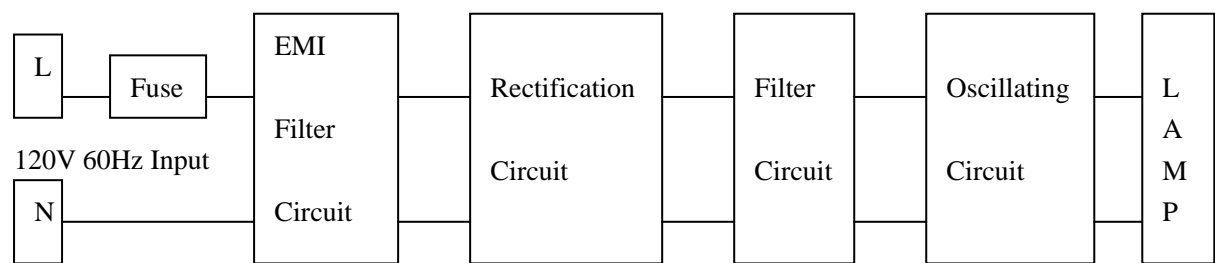 L
Fuse
120V 60Hz Input
N
EMI
Filter
Circuit
Rectification
Circuit
Filter
Circuit
Oscillating
Circuit
L
A
M
P